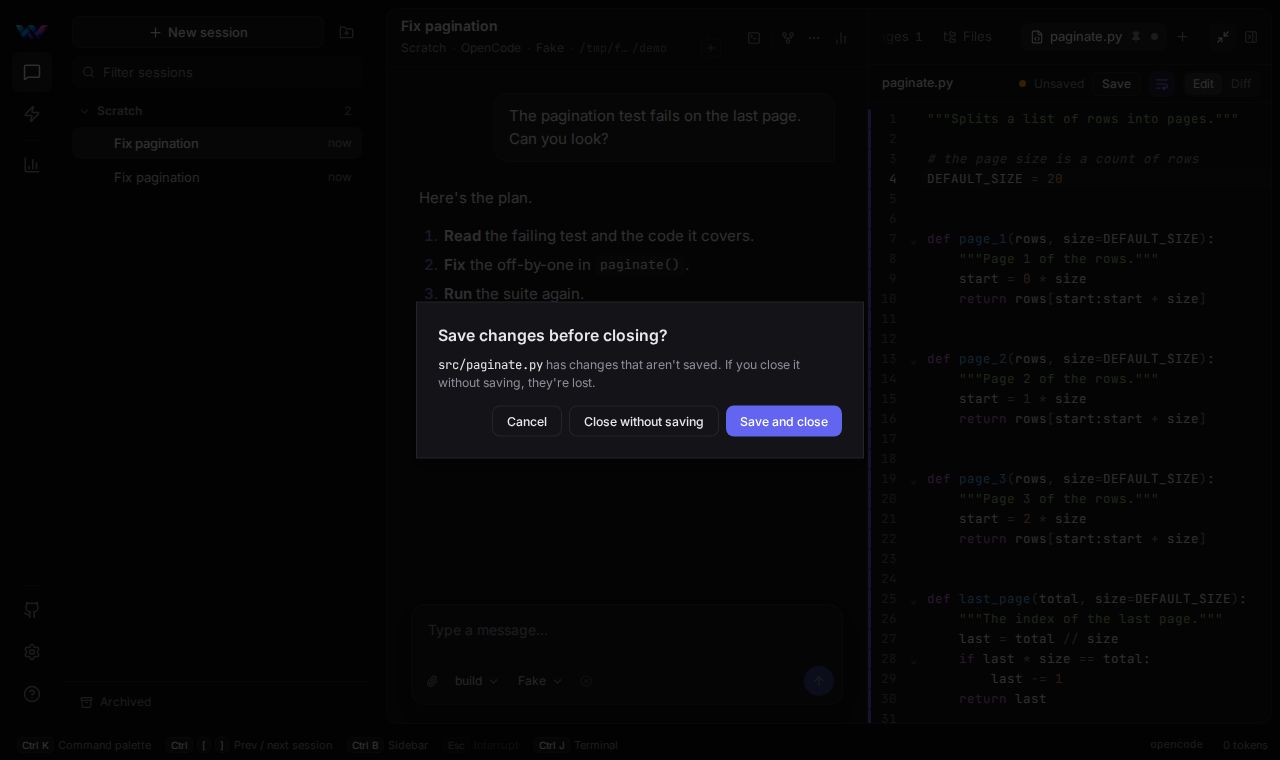 New session
Filter sessions
Scratch 2
Fix pagination now
Fix pagination now
Archived
Fix pagination
Scratch · OpenCode · Fake · /tmp/f… /demo
The pagination test fails on the last page.
Can you look?
Here's the plan.
1. Read the failing test and the code it covers.
2. Fix the off-by-one in paginate() .
3. Run the suite again.
Save changes before closing?
src/paginate.py has changes that aren't saved. If you close it
without saving, they're lost.
Cancel Close without saving Save and close
Type a message...
build Fake
1 Files paginate.py
paginate.py Unsaved Save Edit Diff
1 """Splits a list of rows into pages."""
2
3 # the page size is a count of rows
4 DEFAULT_SIZE = 20
5
6
7 def page_1(rows, size=DEFAULT_SIZE):
8 """Page 1 of the rows."""
9 start = 0 * size
10 return rows[start:start + size]
11
12
13 def page_2(rows, size=DEFAULT_SIZE):
14 """Page 2 of the rows."""
15 start = 1 * size
16 return rows[start:start + size]
17
18
19 def page_3(rows, size=DEFAULT_SIZE):
20 """Page 3 of the rows."""
21 start = 2 * size
22 return rows[start:start + size]
23
24
25 def last_page(total, size=DEFAULT_SIZE):
26 """The index of the last page."""
27 last = total // size
28 if last * size == total:
29 last -= 1
30 return last
31
Ctrl K Command palette Ctrl [ ] Prev / next session Ctrl B Sidebar Esc Interrupt Ctrl J Terminal opencode 0 tokens